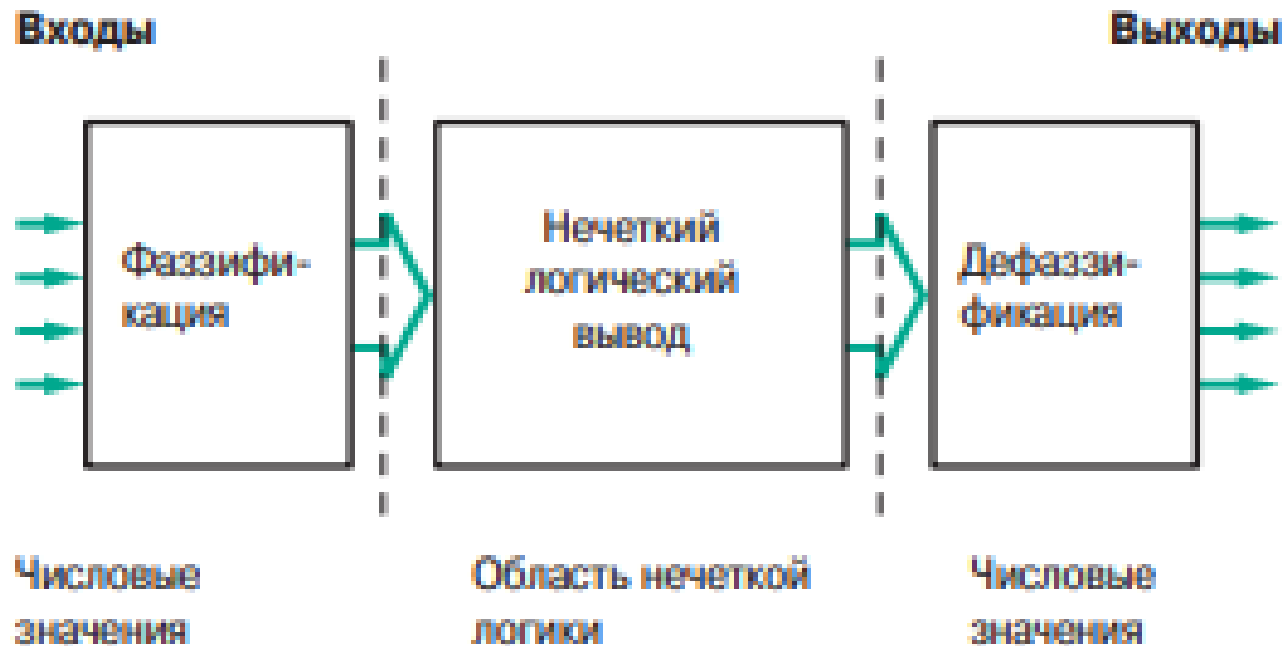 Входы
Выходы
Фаззифи-
кация
Нечеткий
логический
вывод
Дефаззи-
фикация
Числовые
значения
Область нечеткой
логики
Числовые
значения